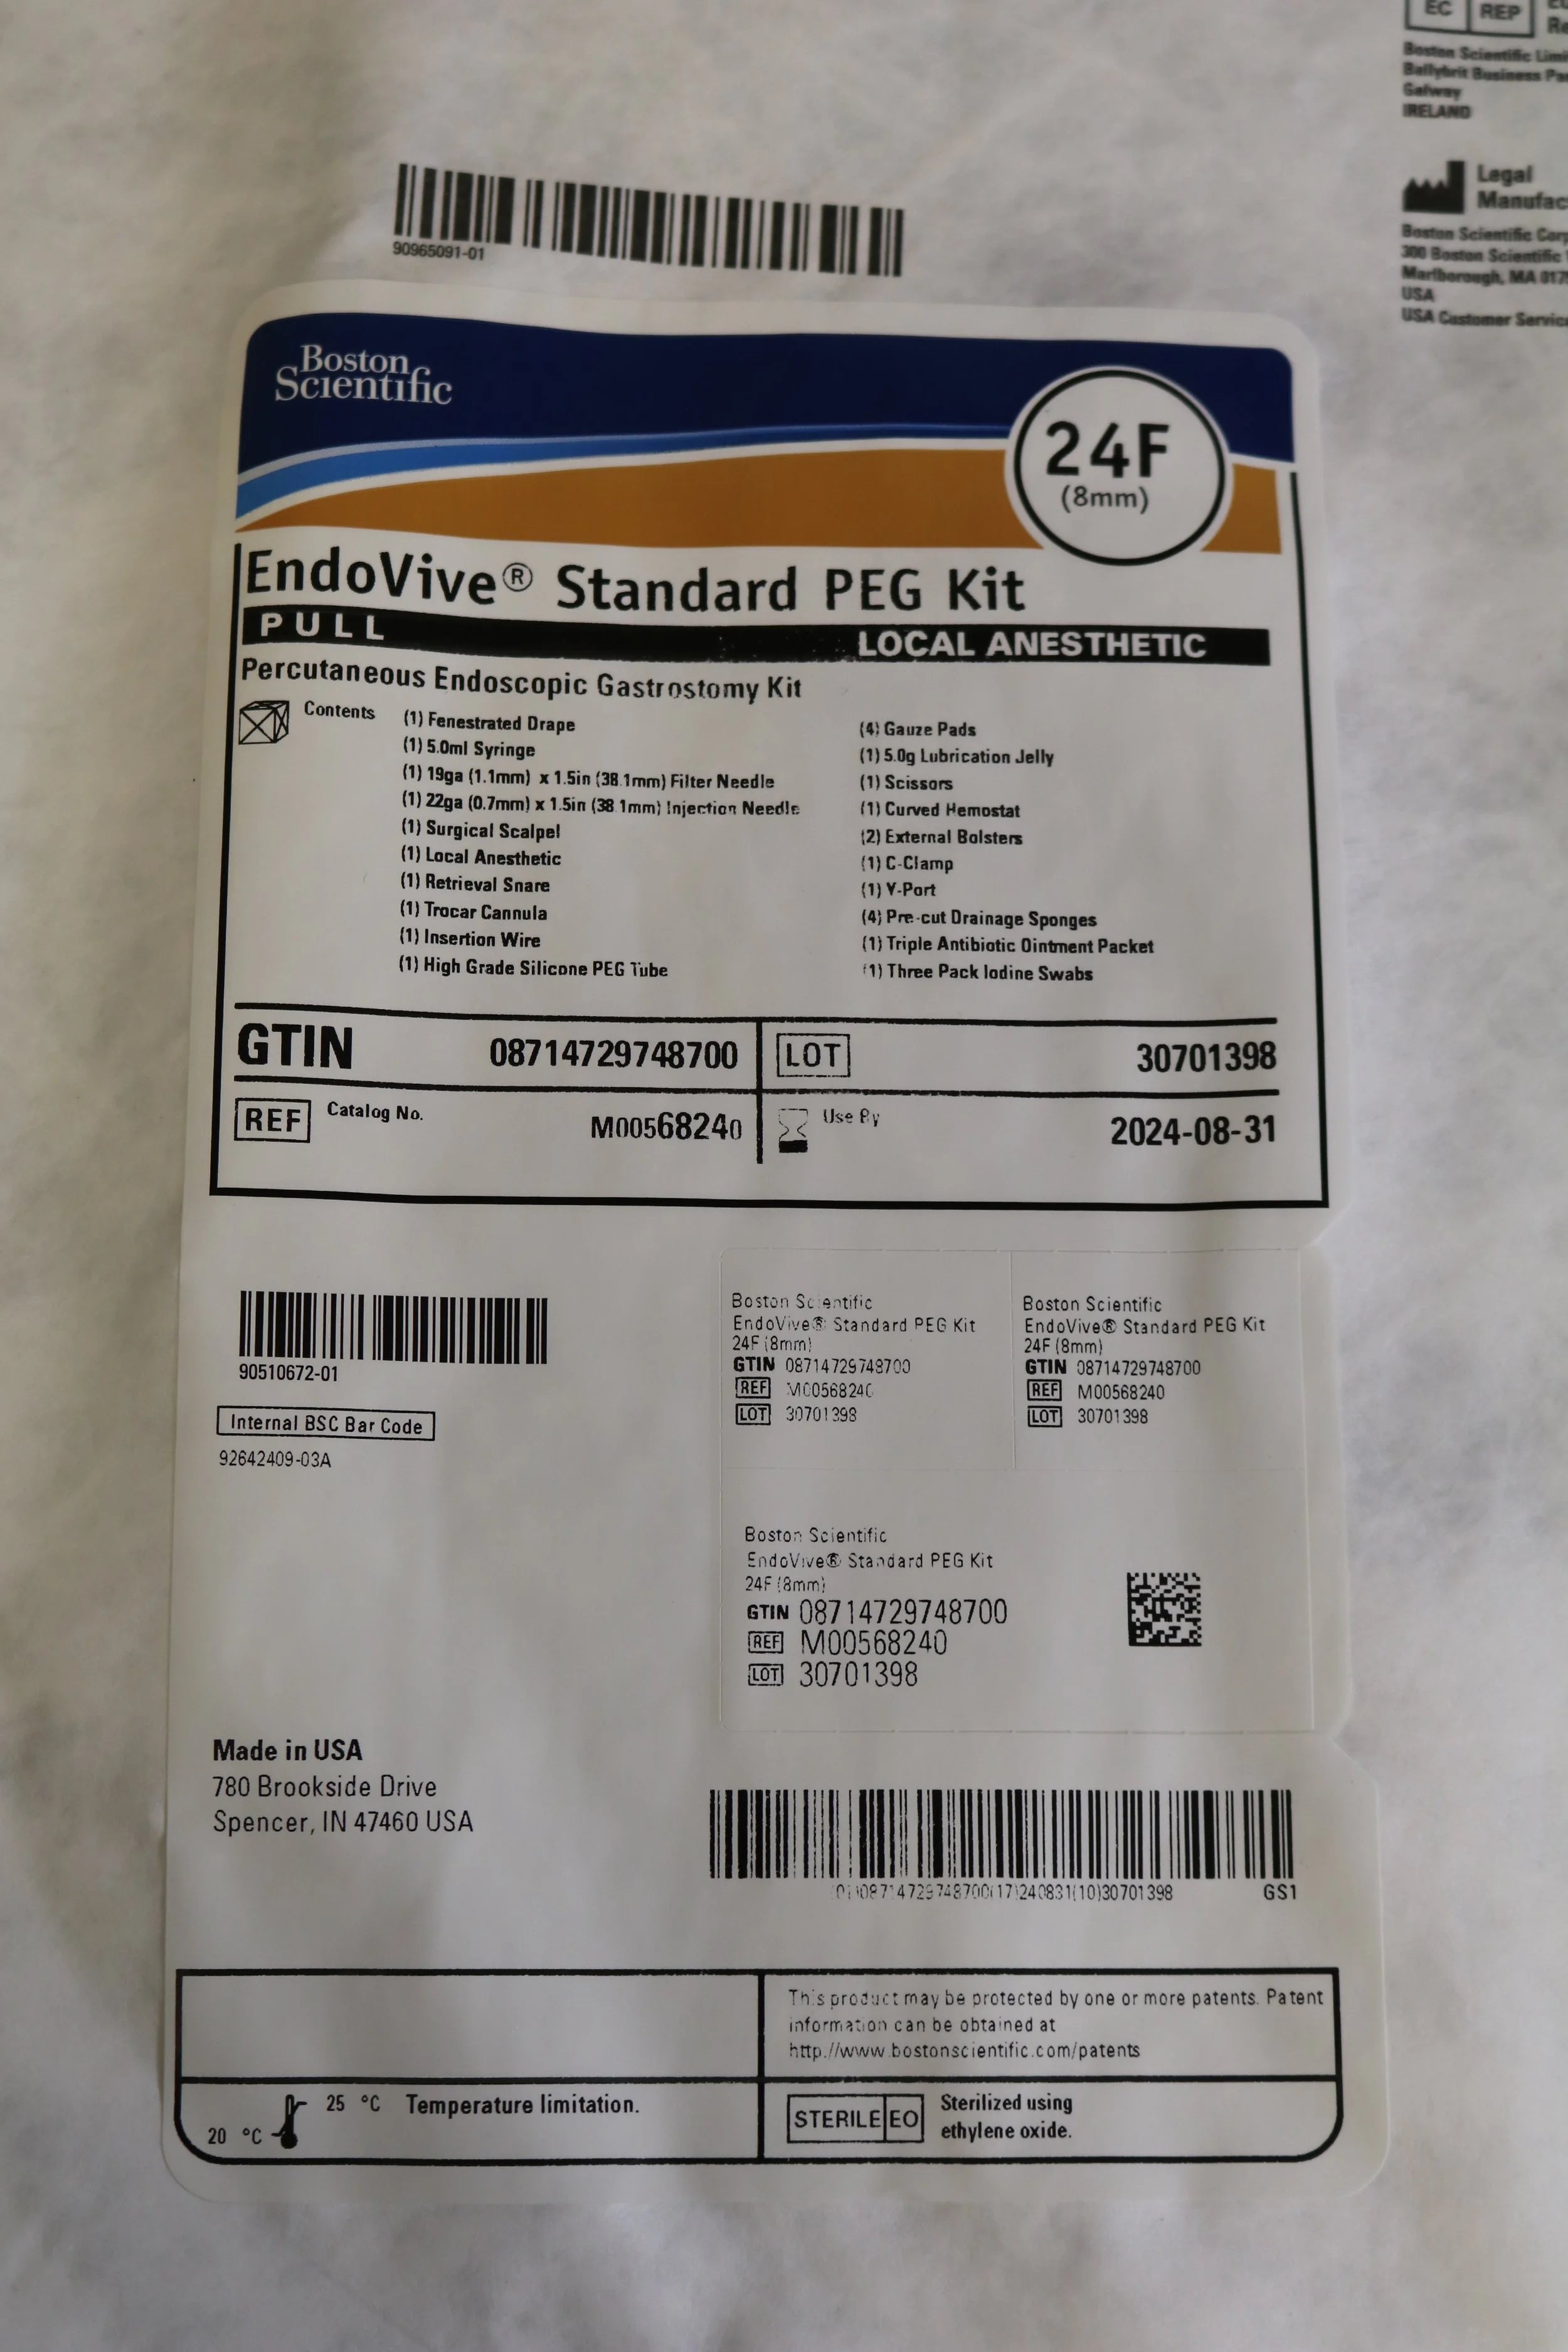 EC REP
Boston Scientific
Ballybrit Business
Galway
IRELAND
Legal
Boston Scientific
300 Boston Scientific
Marlborough, MA
USA
USA Customer
90965091-01
Boston
Scientific
24F
(8mm)
EndoVive® Standard PEG Kit
PULL
LOCAL ANESTHETIC
Percutaneous Endoscopic Gastrostomy Kit
Contents
(1) Fenestrated Drape
(1) 5.0ml Syringe
(1) 19ga (1.1mm) x 1.5in (38.1mm) Filter Needle
(1) 22ga (0.7mm) x 1.5in (38.1mm) Injection Needle
(1) Surgical Scalpel
(1) Local Anesthetic
(1) Retrieval Snare
(1) Trocar Cannula
(1) Insertion Wire
(1) High Grade Silicone PEG Tube
(4) Gauze Pads
(1) 5.0g Lubrication Jelly
(1) Scissors
(1) Curved Hemostat
(2) External Bolsters
(1) C-Clamp
(1) Y-Port
(4) Pre-cut Drainage Sponges
(1) Triple Antibiotic Ointment Packet
(1) Three Pack Iodine Swabs
GTIN 08714729748700
LOT 30701398
REF Catalog No. M00568240
Use By 2024-08-31
90510672-01
Internal BSC Bar Code
92642409-03A
Boston Scientific
EndoVive® Standard PEG Kit
24F (8mm)
GTIN 08714729748700
REF M00568240
LOT 30701398
Boston Scientific
EndoVive® Standard PEG Kit
24F (8mm)
GTIN 08714729748700
REF M00568240
LOT 30701398
Boston Scientific
EndoVive® Standard PEG Kit
24F (8mm)
GTIN 08714729748700
REF M00568240
LOT 30701398
Made in USA
780 Brookside Drive
Spencer, IN 47460 USA
(01)08714729748700(17)240831(10)30701398 GS1
This product may be protected by one or more patents. Patent
information can be obtained at
http://www.bostonscientific.com/patents
20 °C 25 °C Temperature limitation.
STERILE EO
Sterilized using
ethylene oxide.